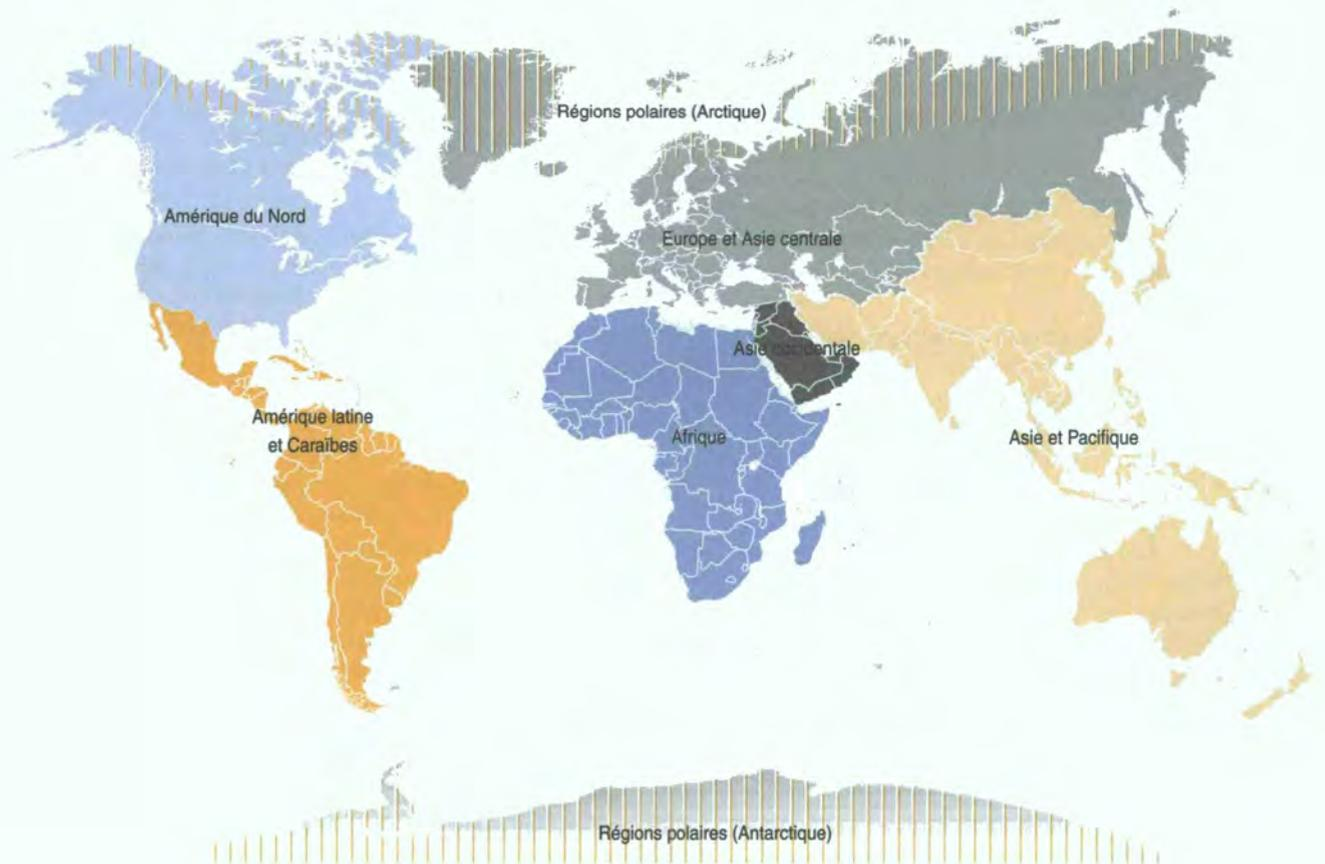 Régions polaires (Arctique)
Amérique du Nord
Europe et Asie centrale
Asie occidentale
Amérique latine
et Caraïbes
Afrique
Asie et Pacifique
Régions polaires (Antarctique)